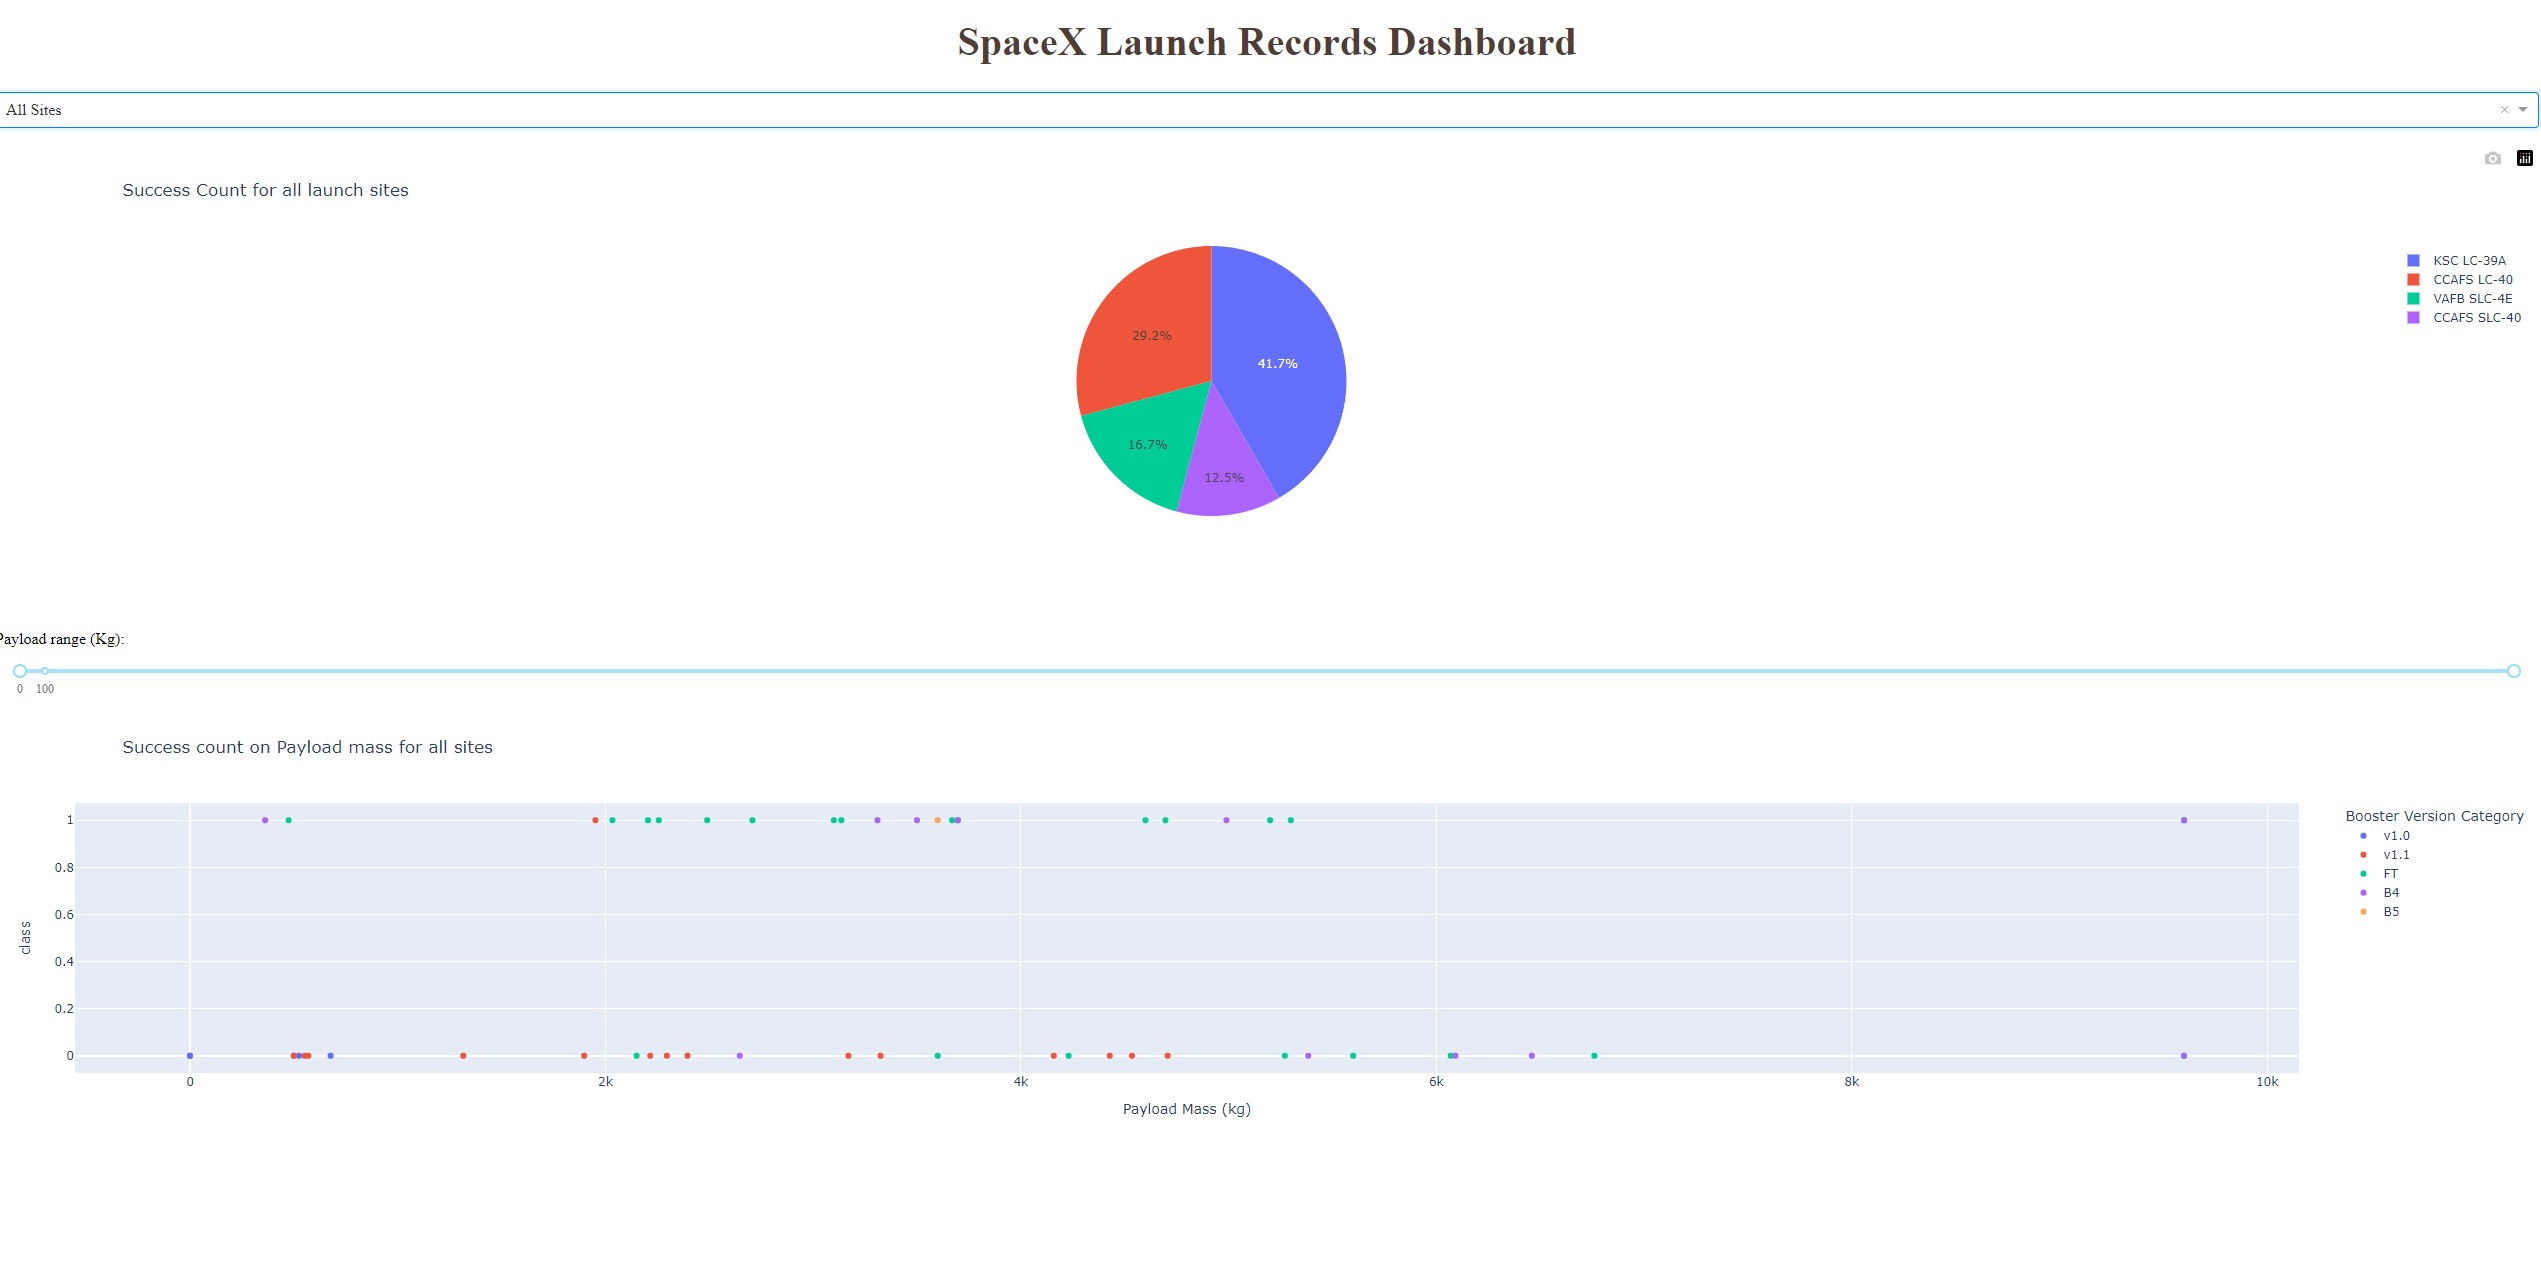 SpaceX Launch Records Dashboard
All Sites
Success Count for all launch sites
KSC LC-39A
CCAFS LC-40
VAFB SLC-4E
CCAFS SLC-40
29.2%
41.7%
16.7%
12.5%
Payload range (Kg):
0 100
Success count on Payload mass for all sites
Booster Version Category
v1.0
v1.1
FT
B4
B5
class
1
0.8
0.6
0.4
0.2
0
0 2k 4k 6k 8k 10k
Payload Mass (kg)